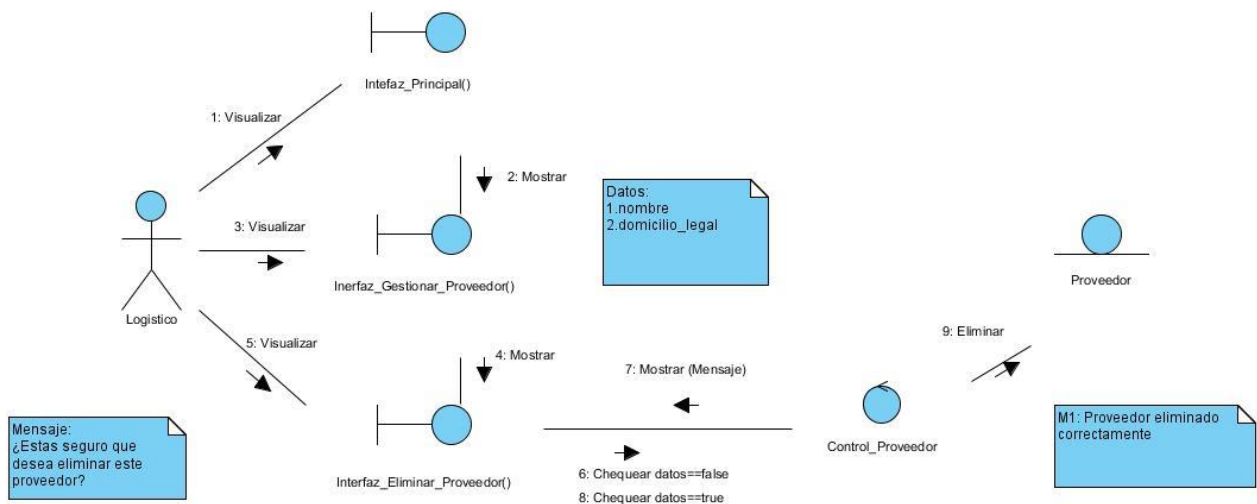 Intefaz_Principal()
1: Visualizar
2: Mostrar
Datos:
1.nombre
2.domicilio_legal
3: Visualizar
Inerfaz_Gestionar_Proveedor()
Proveedor
Logistico
5: Visualizar
4: Mostrar
9: Eliminar
7: Mostrar (Mensaje)
Mensaje:
¿Estas seguro que
desea eliminar este
proveedor?
Control_Proveedor
M1: Proveedor eliminado
correctamente
Interfaz_Eliminar_Proveedor()
6: Chequear datos==false
8: Chequear datos==true